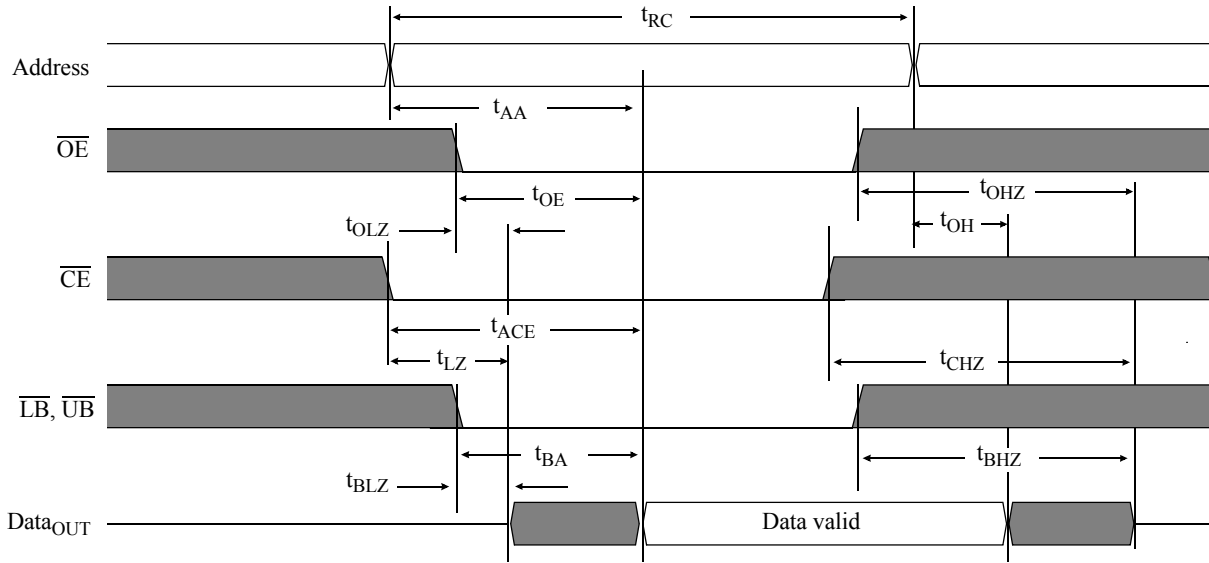 tRC
Address
tAA
OE
tOE
tOHZ
tOLZ
tOH
CE
tACE
tLZ
tCHZ
LB, UB
tBA
tBHZ
tBLZ
DataOUT
Data valid